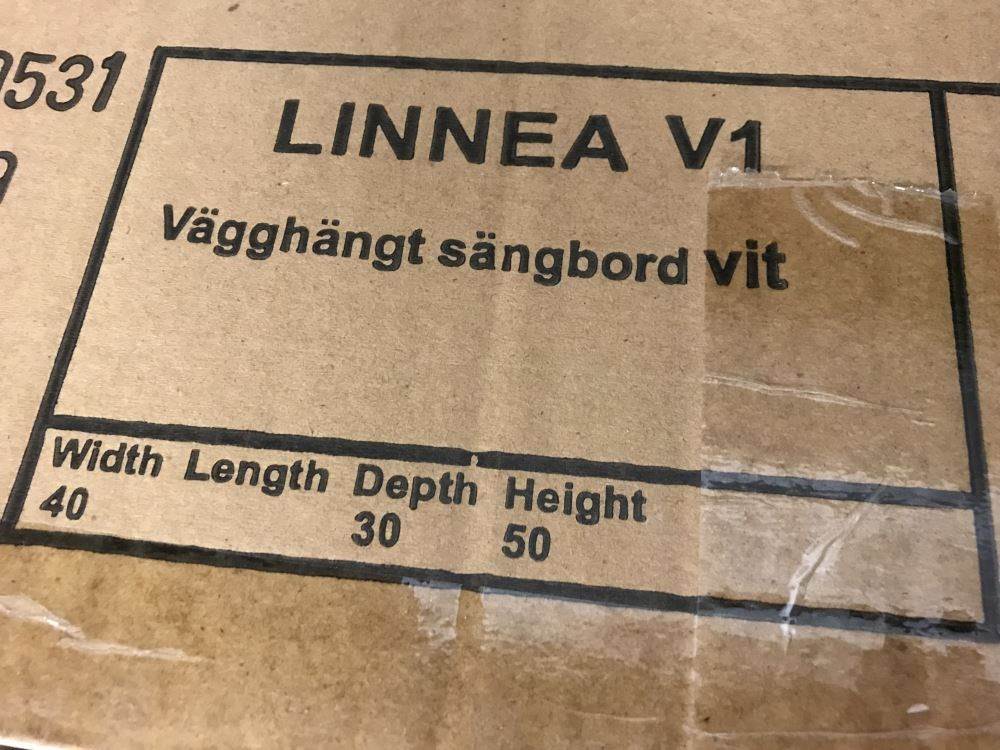 531
LINNEA V1
Vägghängt sängbord vit
Width Length Depth Height
40 30 50